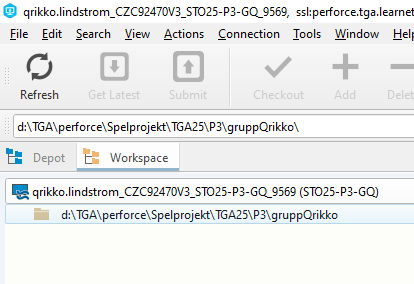 qrikko.lindstrom_CZC92470V3_STO25-P3-GQ_9569, ssl:perforce.tga.learnet
File Edit Search View Actions Connection Tools Window Help
Refresh Get Latest Submit Checkout Add Delet
d:\TGA\perforce\Spelprojekt\TGA25\P3\gruppQrikko\
Depot Workspace
qrikko.lindstrom_CZC92470V3_STO25-P3-GQ_9569 (STO25-P3-GQ)
d:\TGA\perforce\Spelprojekt\TGA25\P3\gruppQrikko